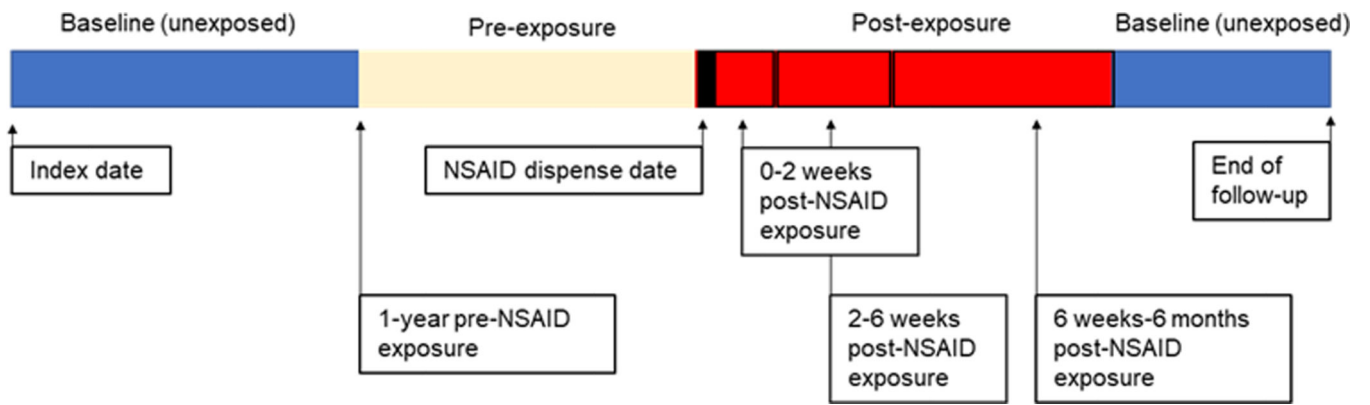 Baseline (unexposed)
Pre-exposure
Post-exposure
Baseline (unexposed)
Index date
NSAID dispense date
0-2 weeks
post-NSAID
exposure
End of
follow-up
1-year pre-NSAID
exposure
2-6 weeks
post-NSAID
exposure
6 weeks-6 months
post-NSAID
exposure